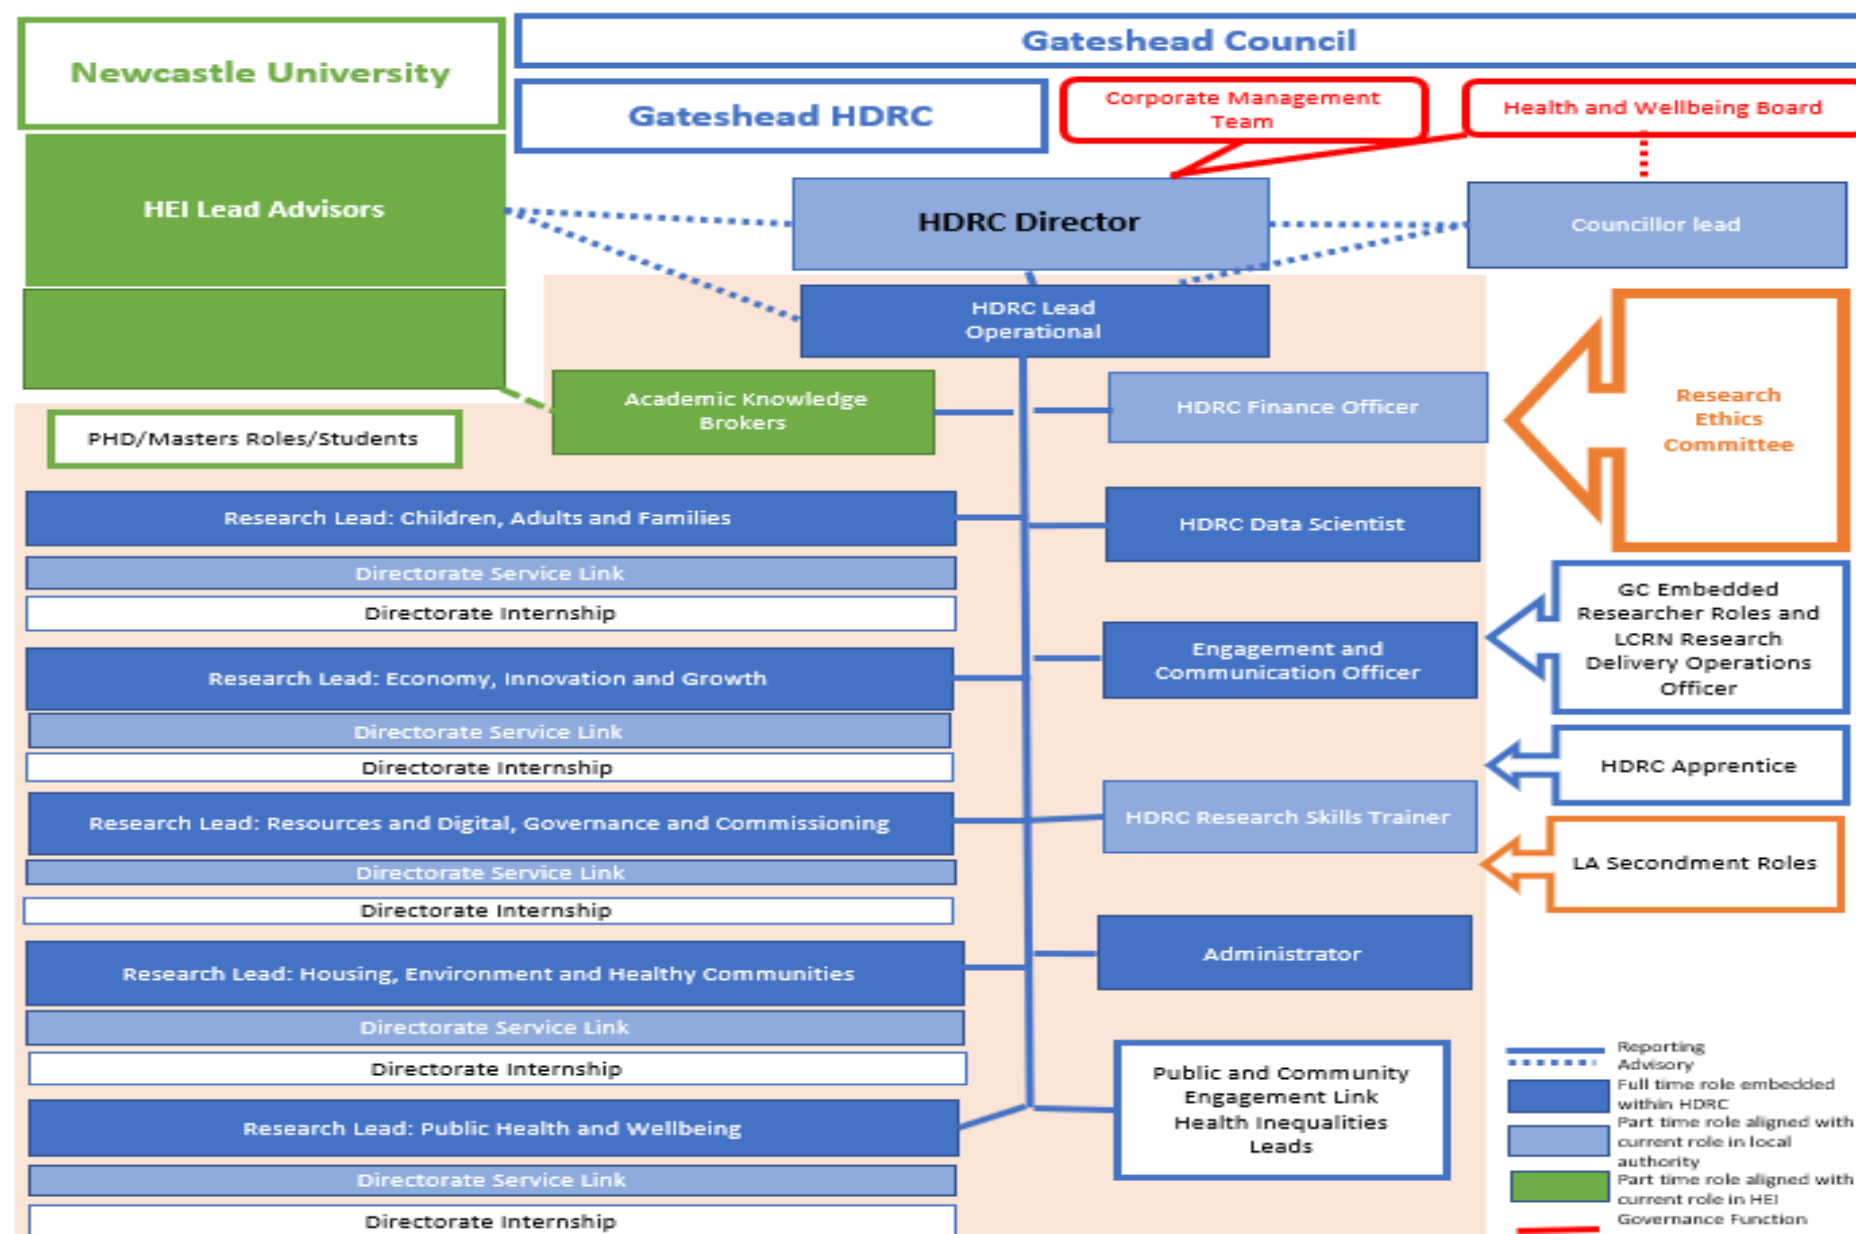 Newcastle University
Gateshead Council
Gateshead HDRC
Corporate Management
Team
Health and Wellbeing Board
HEI Lead Advisors
HDRC Director
Councillor lead
HDRC Lead
Operational
Academic Knowledge
Brokers
HDRC Finance Officer
Research
Ethics
Committee
PHD/Masters Roles/Students
Research Lead: Children, Adults and Families
Directorate Service Link
Directorate Internship
HDRC Data Scientist
GC Embedded
Researcher Roles and
LCRN Research
Delivery Operations
Officer
Research Lead: Economy, Innovation and Growth
Directorate Service Link
Directorate Internship
Engagement and
Communication Officer
HDRC Apprentice
Research Lead: Resources and Digital, Governance and Commissioning
Directorate Service Link
Directorate Internship
HDRC Research Skills Trainer
LA Secondment Roles
Research Lead: Housing, Environment and Healthy Communities
Directorate Service Link
Directorate Internship
Administrator
Research Lead: Public Health and Wellbeing
Directorate Service Link
Directorate Internship
Public and Community
Engagement Link
Health Inequalities
Leads
Reporting
Advisory
Full time role embedded
within HDRC
Part time role aligned with
current role in local
authority
Part time role aligned with
current role in HEI
Governance Function